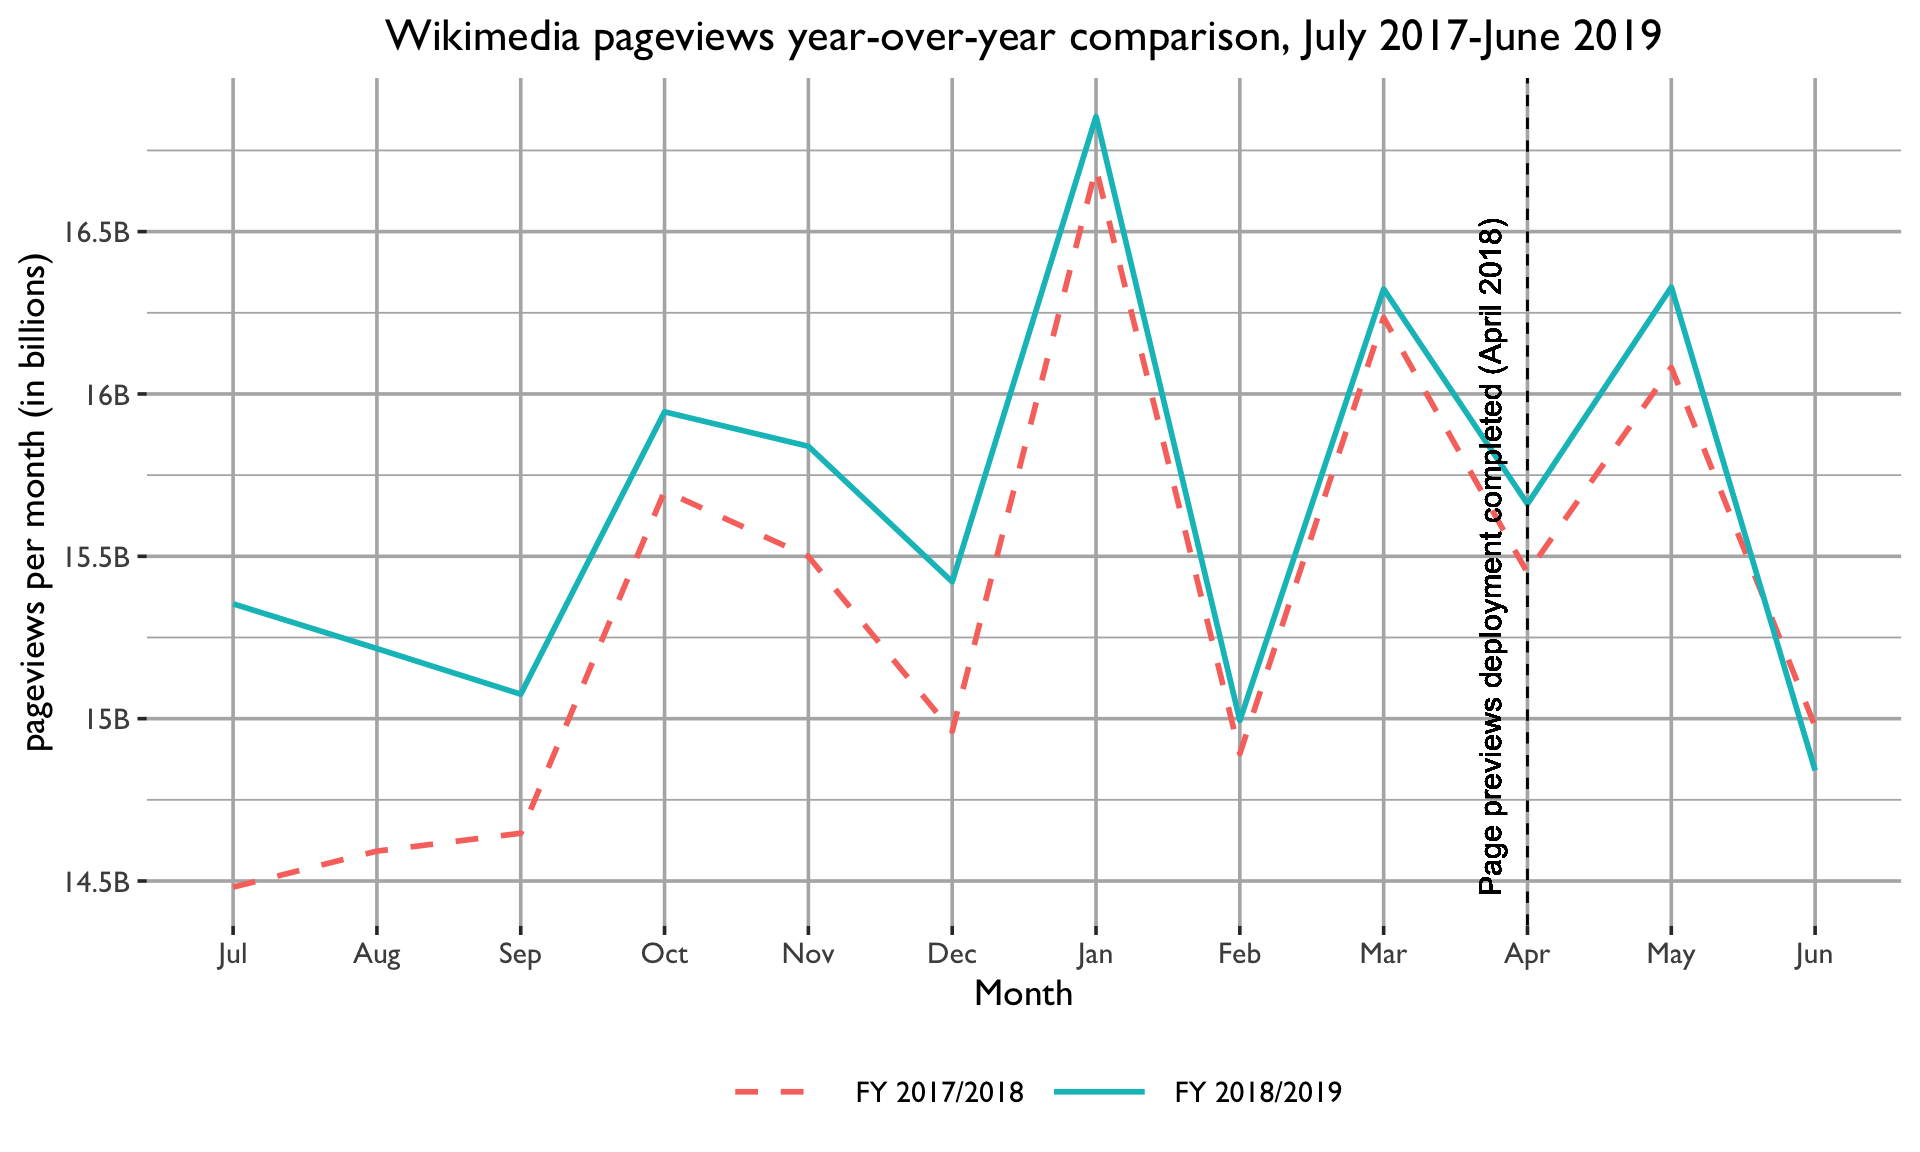 Wikimedia pageviews year-over-year comparison, July 2017-June 2019
pageviews per month (in billions)
16.5B
16B
15.5B
15B
14.5B
Page previews deployment completed (April 2018)
Jul Aug Sep Oct Nov Dec Jan Feb Mar Apr May Jun
Month
FY 2017/2018 FY 2018/2019